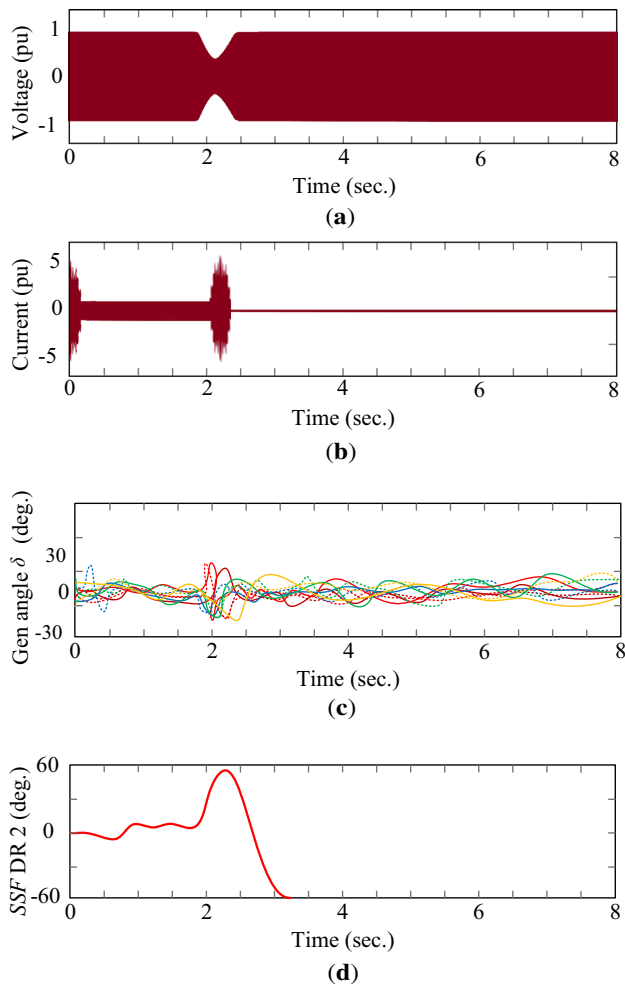 Voltage (pu)
1
0
-1
0 2 4 6 8
Time (sec.)
(a)
Current (pu)
5
0
-5
0 2 4 6 8
Time (sec.)
(b)
Gen angle δ (deg.)
30
0
-30
0 2 4 6 8
Time (sec.)
(c)
SSF DR 2 (deg.)
60
0
-60
0 2 4 6 8
Time (sec.)
(d)